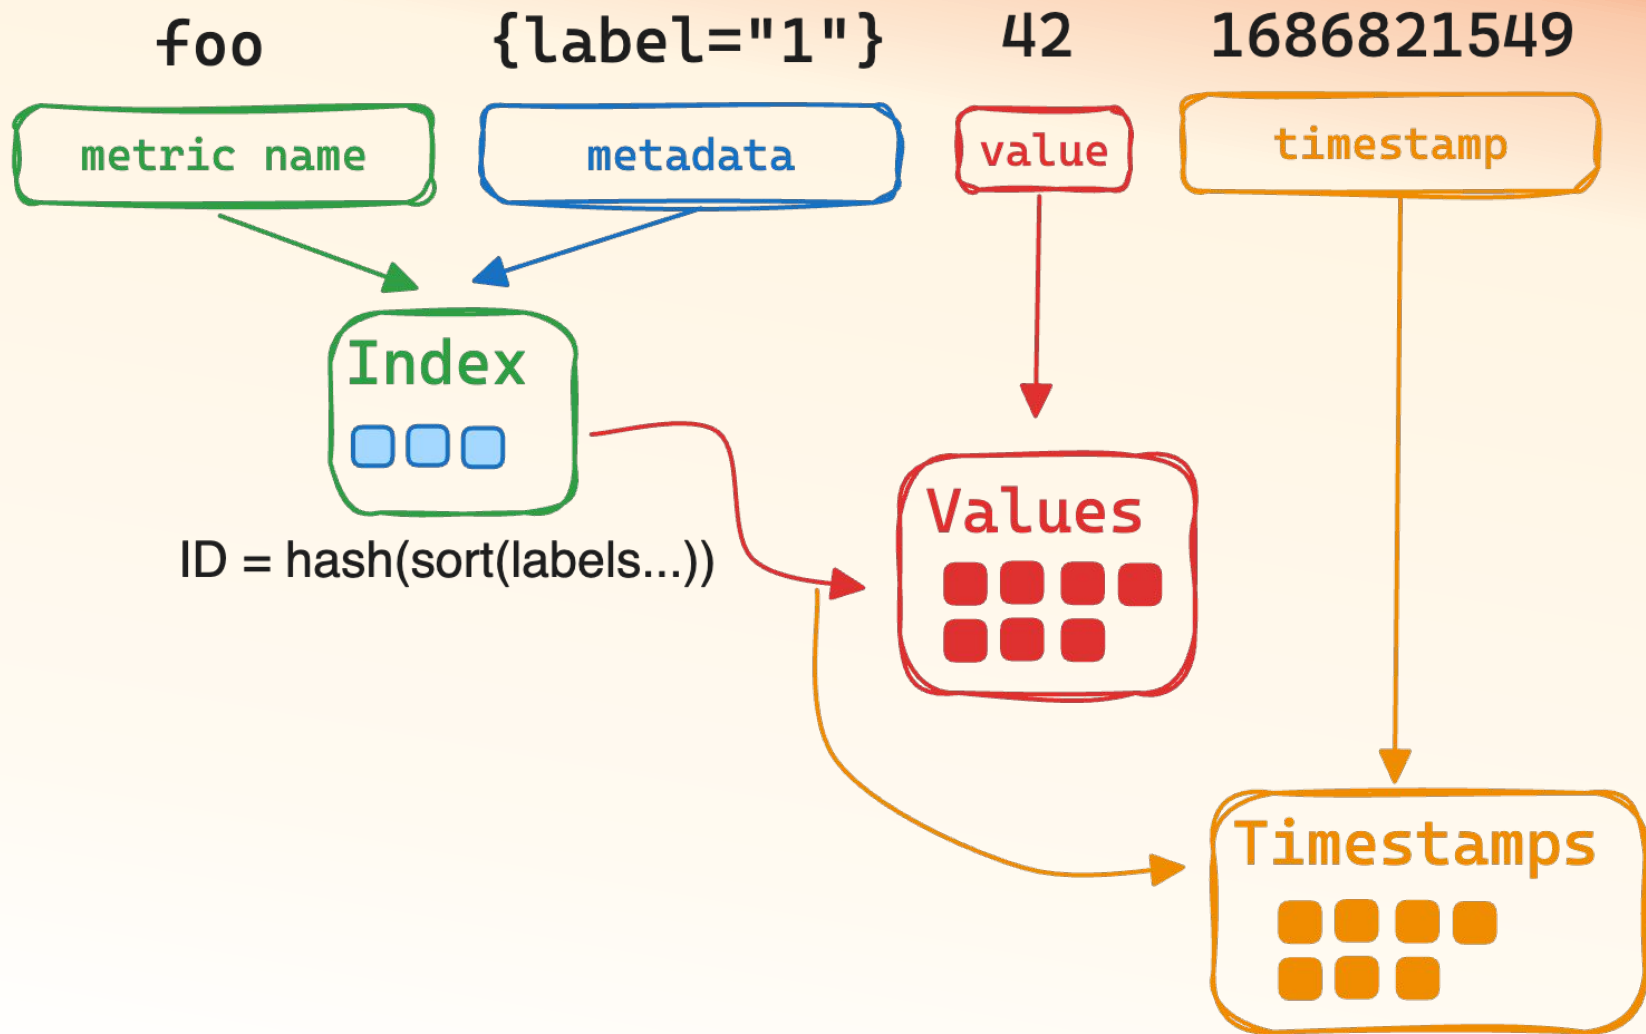 foo {label="1"} 42 1686821549
metric name metadata value timestamp
Index
Values
ID = hash(sort(labels...))
Timestamps